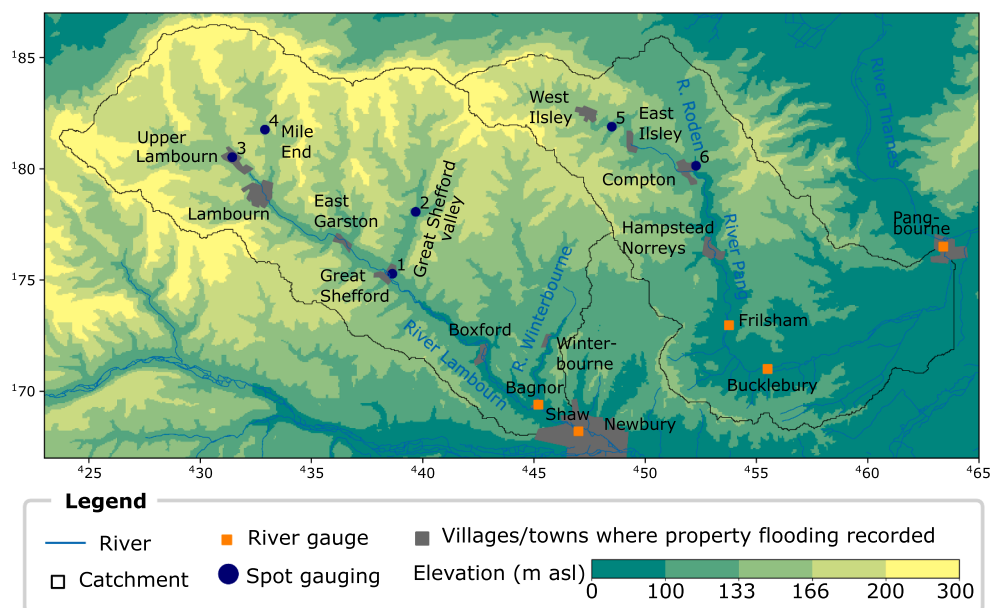 ¹85
¹80
¹75
¹70
⁴25
⁴30
⁴35
⁴40
⁴45
⁴50
⁴55
⁴60
⁴65
4
Mile
End
3
Upper
Lambourn
Lambourn
East
Garston
2
Great Shefford
valley
1
Great
Shefford
West
Ilsley
5
East
Ilsley
R. Roden
6
Compton
Hampstead
Norreys
River Pang
River Thames
Pang-
bourne
Frilsham
Bucklebury
Boxford
River Lambourn
R. Winterbourne
Winter-
bourne
Bagnor
Shaw
Newbury
Legend
River
River gauge
Villages/towns where property flooding recorded
Catchment
Spot gauging
Elevation (m asl)
0
100
133
166
200
300